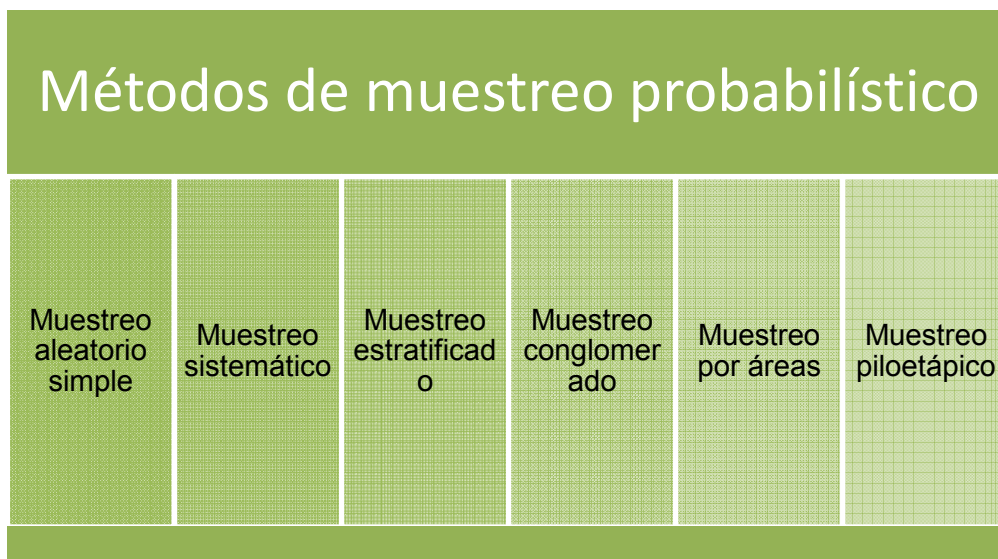 Métodos de muestreo probabilístico
Muestreo
aleatorio
simple
Muestreo
sistemático
Muestreo
estratificad
o
Muestreo
conglomer
ado
Muestreo
por áreas
Muestreo
piloetápico